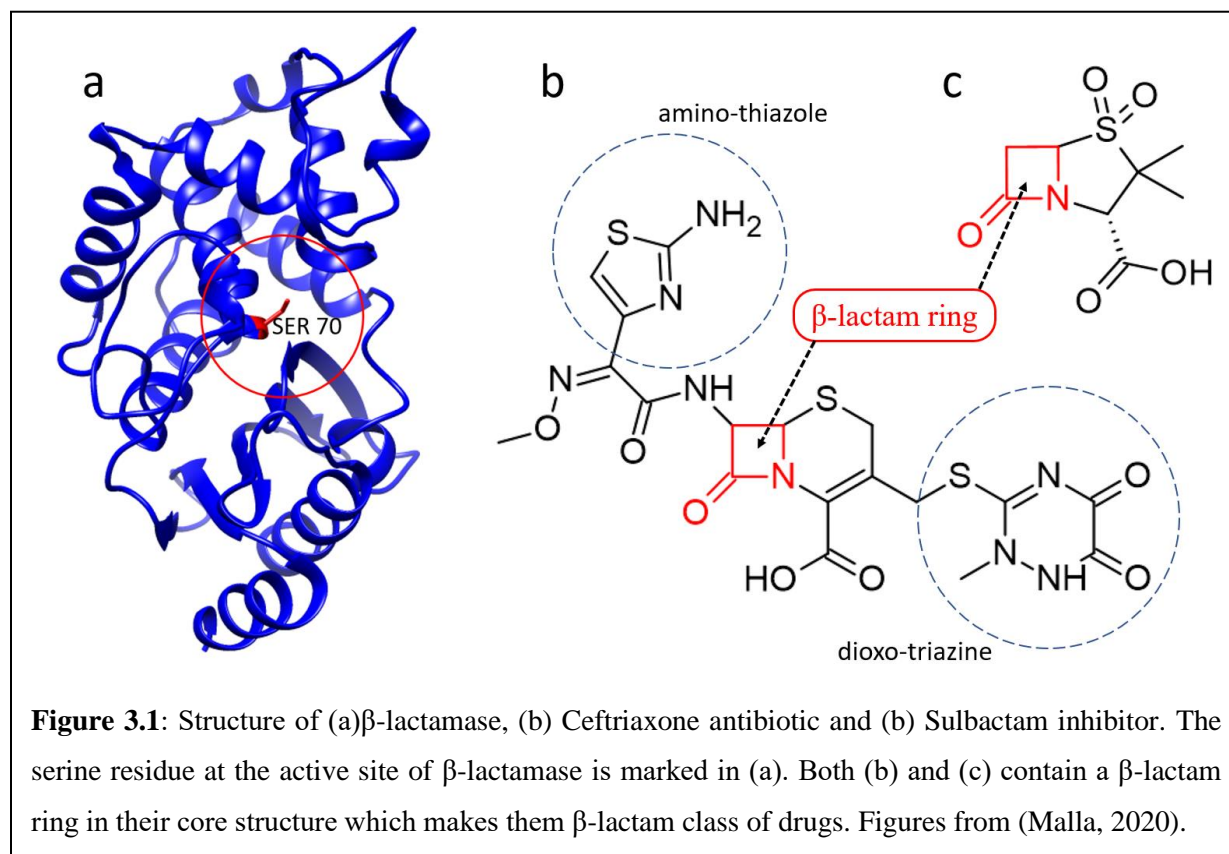 a
b
c
amino-thiazole
SER 70
S
NH₂
N
N
O
O
NH
S
O
N
HO
O
S
N
O
N
NH
O
O
O
S
N
O
O
OH
β-lactam ring
dioxo-triazine
Figure 3.1: Structure of (a)β-lactamase, (b) Ceftriaxone antibiotic and (b) Sulbactam inhibitor. The
serine residue at the active site of β-lactamase is marked in (a). Both (b) and (c) contain a β-lactam
ring in their core structure which makes them β-lactam class of drugs. Figures from (Malla, 2020).